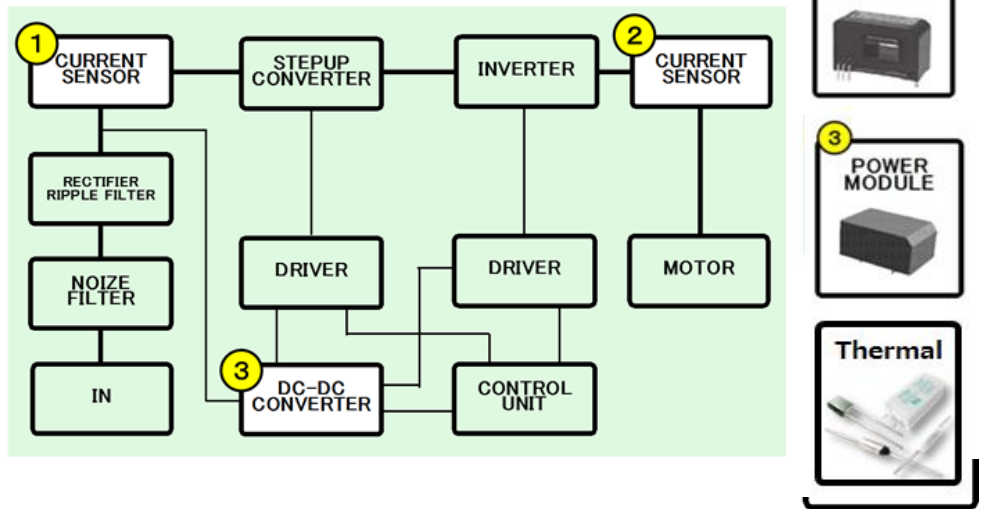 1
CURRENT
SENSOR
STEPUP
CONVERTER
INVERTER
2
CURRENT
SENSOR
RECTIFIER
RIPPLE FILTER
NOIZE
FILTER
IN
DRIVER
DRIVER
MOTOR
3
DC-DC
CONVERTER
CONTROL
UNIT
3
POWER
MODULE
Thermal